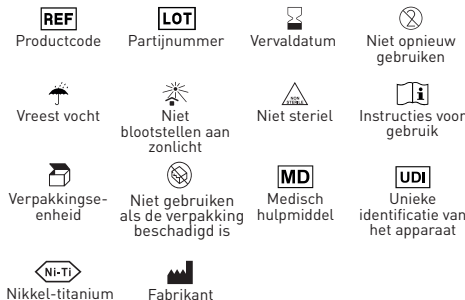 REF
LOT
2
Productcode
Partijnummer
Vervaldatum
Niet opnieuw
gebruiken
NON
STERILE
i
Vreest vocht
Niet
blootstellen aan
zonlicht
Niet steriel
Instructies voor
gebruik
MD
UDI
Verpakkingse-
enheid
Niet gebruiken
als de verpakking
beschadigd is
Medisch
hulpmiddel
Unieke
identificatie van
het apparaat
Ni-Ti
Nikkel-titanium
Fabrikant